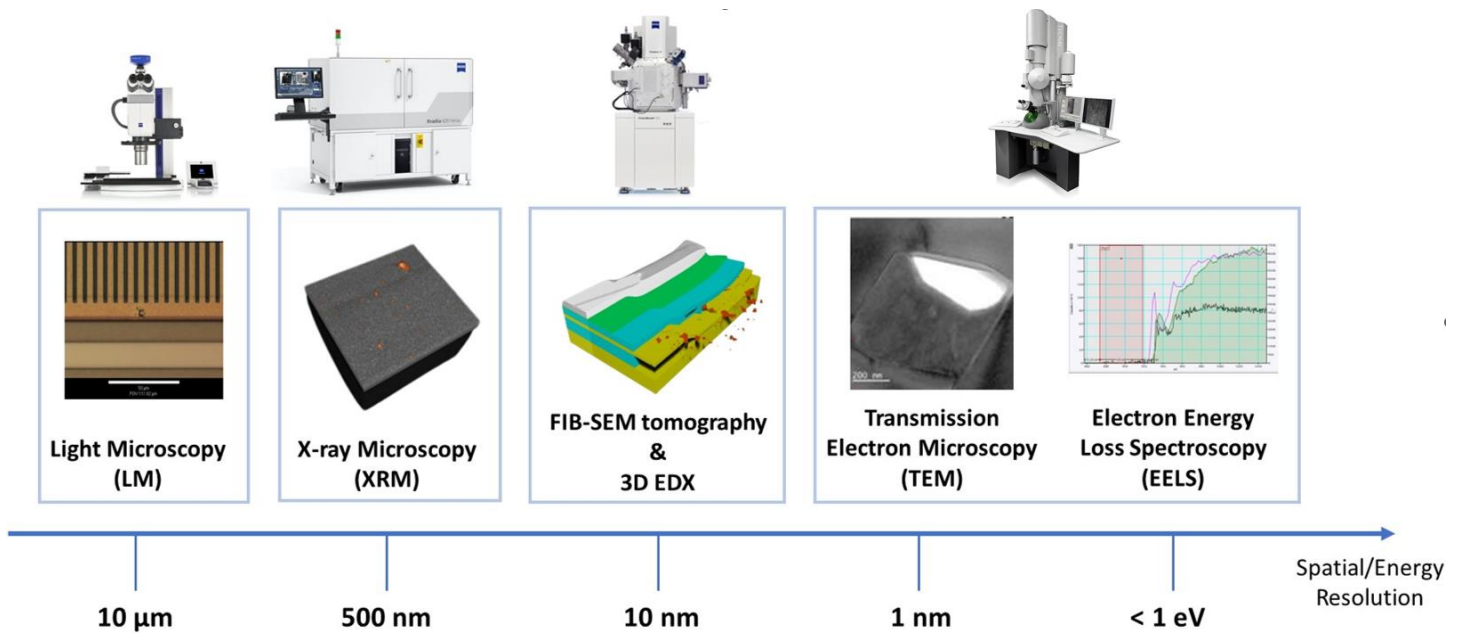 Light Microscopy
(LM)
X-ray Microscopy
(XRM)
FIB-SEM tomography
&
3D EDX
200 nm
Transmission
Electron Microscopy
(TEM)
Electron Energy
Loss Spectroscopy
(EELS)
10 µm
500 nm
10 nm
1 nm
< 1 eV
Spatial/Energy
Resolution